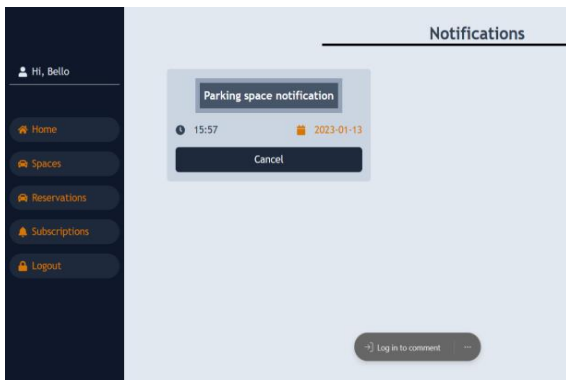 Notifications
Hi, Bello
Parking space notification
15:57 2023-01-13
Cancel
Home
Spaces
Reservations
Subscriptions
Logout
Log in to comment